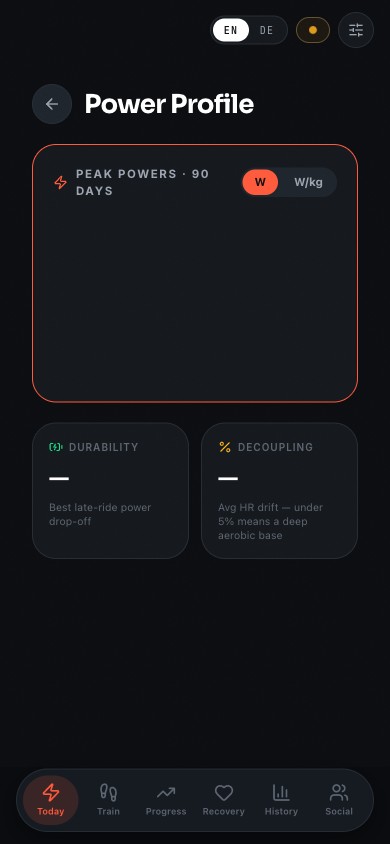 EN DE
Power Profile
PEAK POWERS · 90
DAYS
W W/kg
DURABILITY
—
Best late-ride power
drop-off
DECOUPLING
—
Avg HR drift — under
5% means a deep
aerobic base
Today Train Progress Recovery History Social